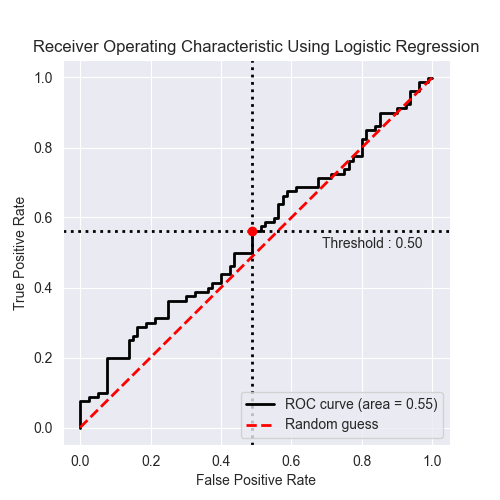 Receiver Operating Characteristic Using Logistic Regression
1.0
0.8
0.6
0.4
0.2
0.0
True Positive Rate
Threshold : 0.50
ROC curve (area = 0.55)
Random guess
0.0 0.2 0.4 0.6 0.8 1.0
False Positive Rate